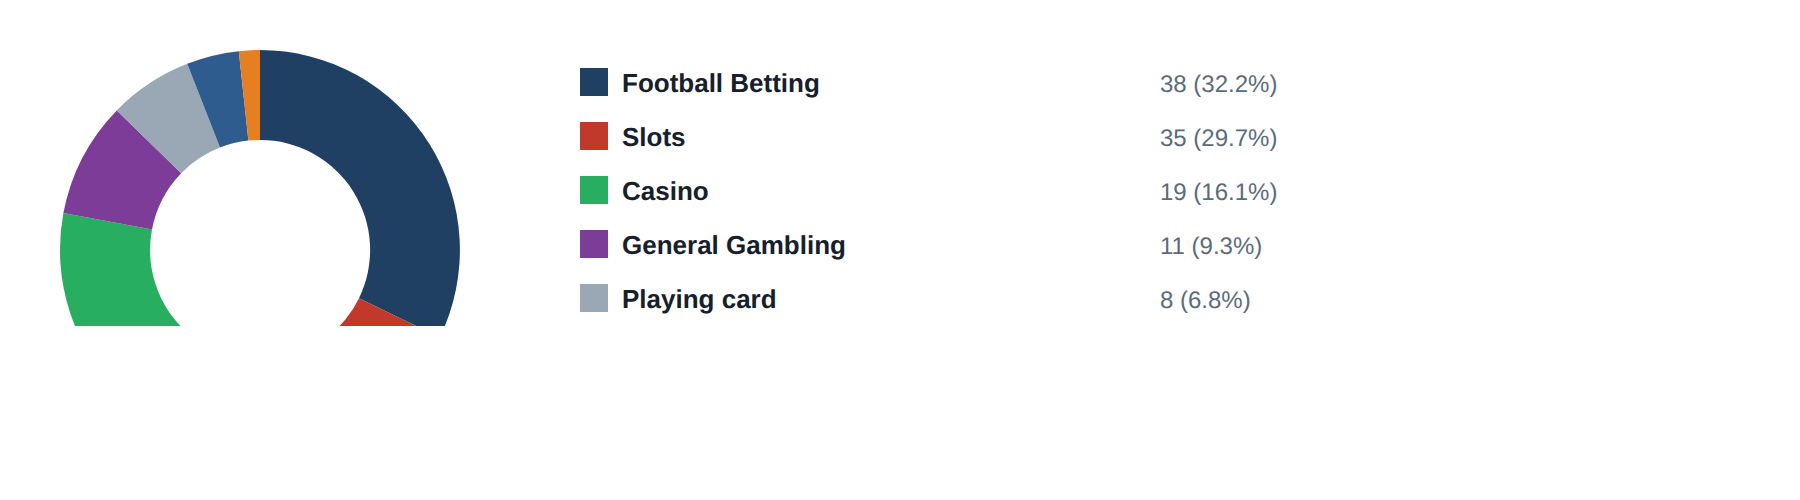 Football Betting 38 (32.2%)
Slots 35 (29.7%)
Casino 19 (16.1%)
General Gambling 11 (9.3%)
Playing card 8 (6.8%)